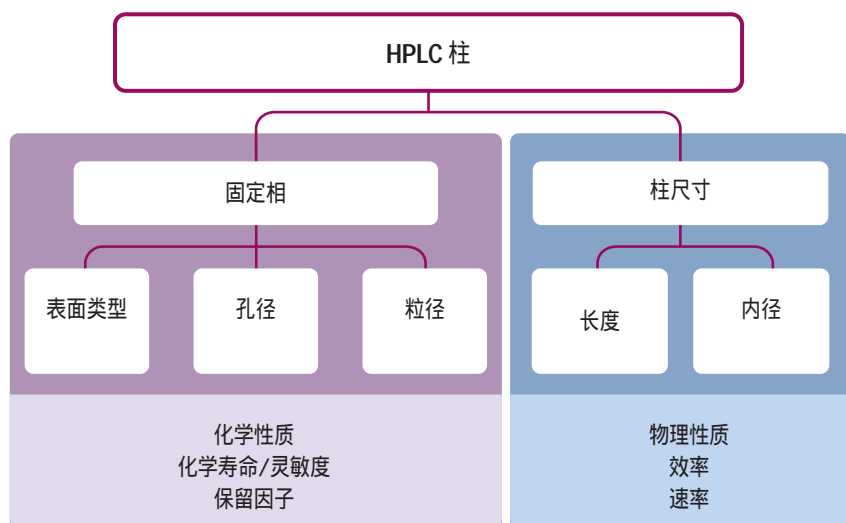 HPLC 柱
固定相
柱尺寸
表面类型
孔径
粒径
长度
内径
化学性质
化学寿命/灵敏度
保留因子
物理性质
效率
速率